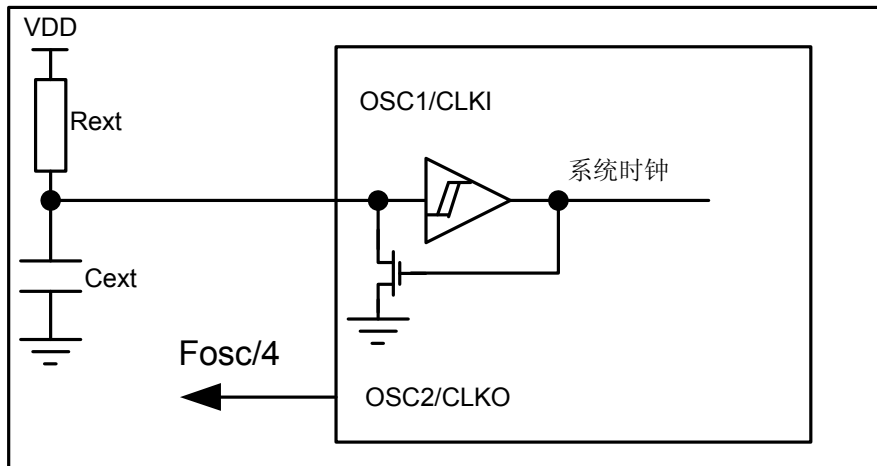 VDD
Rext
OSC1/CLKI
系统时钟
Cext
Fosc/4
OSC2/CLKO